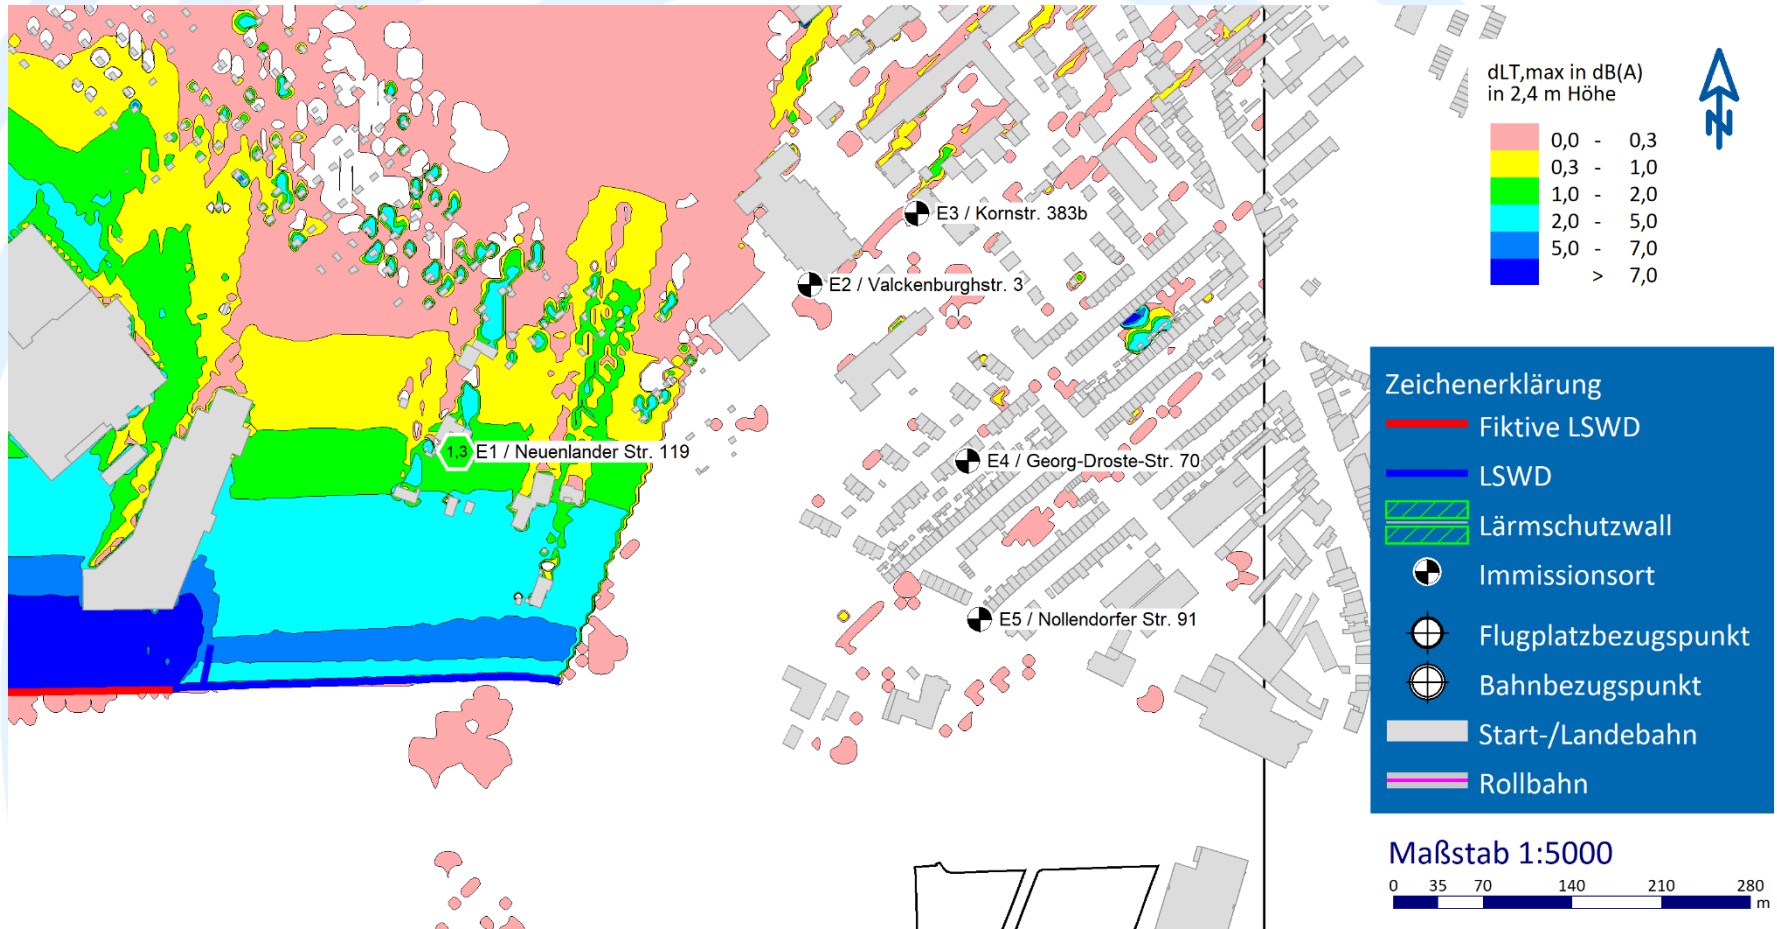 dLT,max in dB(A)
in 2,4 m Höhe
0,0 - 0,3
0,3 - 1,0
1,0 - 2,0
2,0 - 5,0
5,0 - 7,0
> 7,0
N
E3 / Kornstr. 383b
E2 / Valckenburghstr. 3
1,3 E1 / Neuenlander Str. 119
E4 / Georg-Droste-Str. 70
E5 / Nollendorfer Str. 91
Zeichenerklärung
Fiktive LSWD
LSWD
Lärmschutzwall
Immissionsort
Flugplatzbezugspunkt
Bahnbezugspunkt
Start-/Landebahn
Rollbahn
Maßstab 1:5000
0 35 70 140 210 280
m